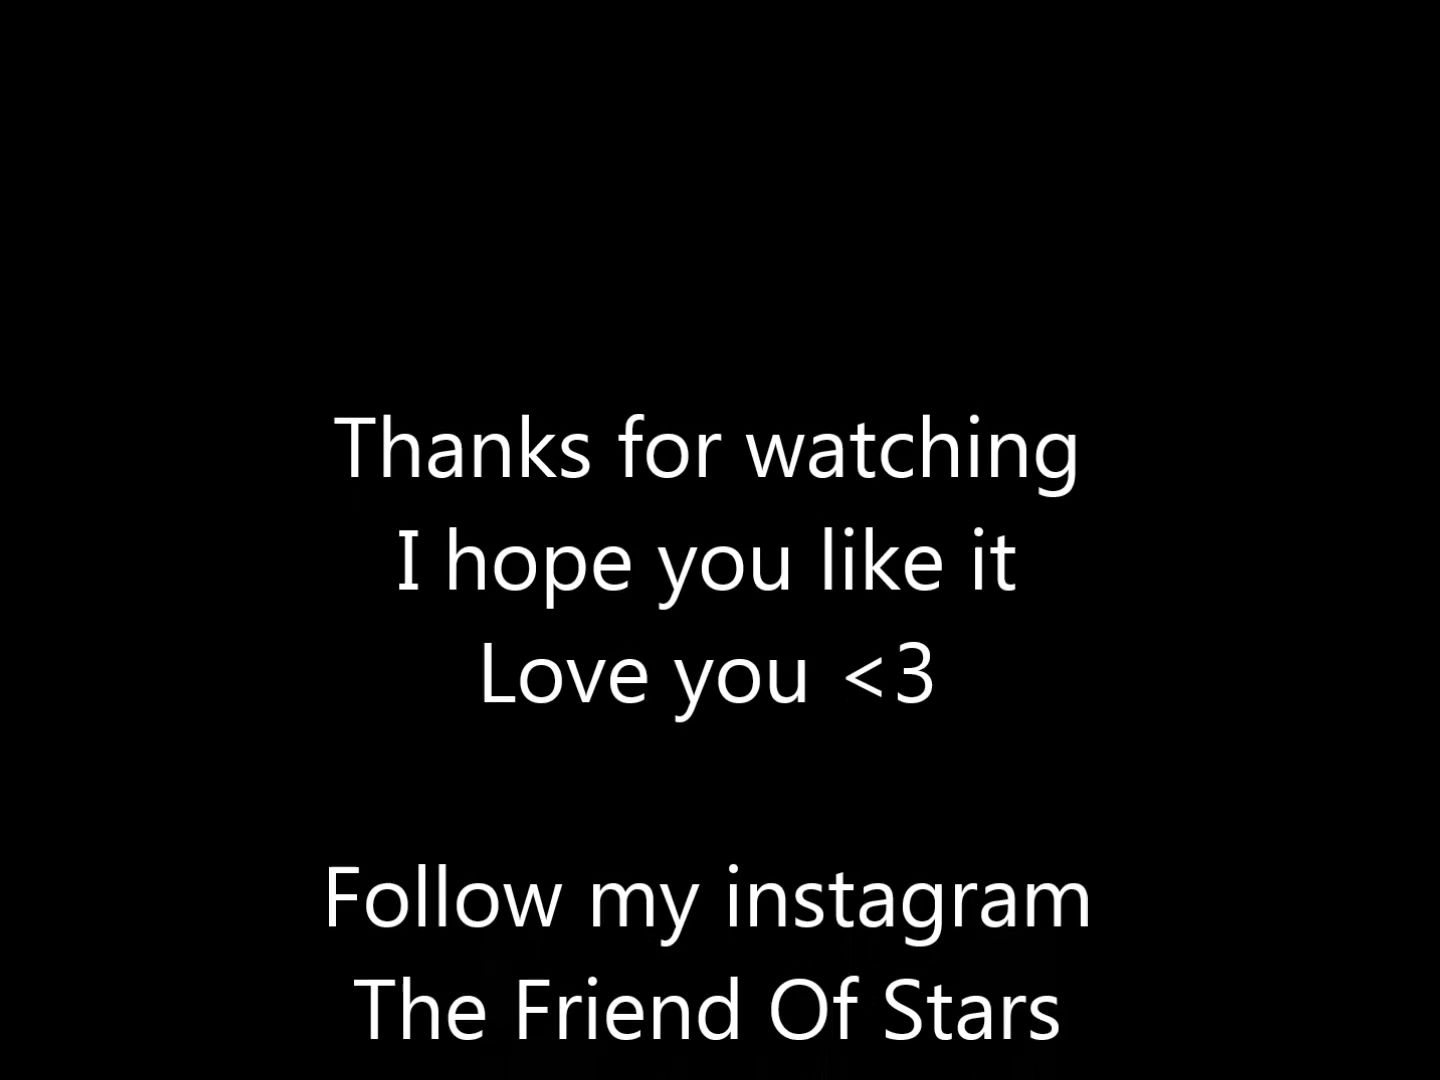 Thanks for watching
I hope you like it
Love you <3
Follow my instagram
The Friend Of Stars